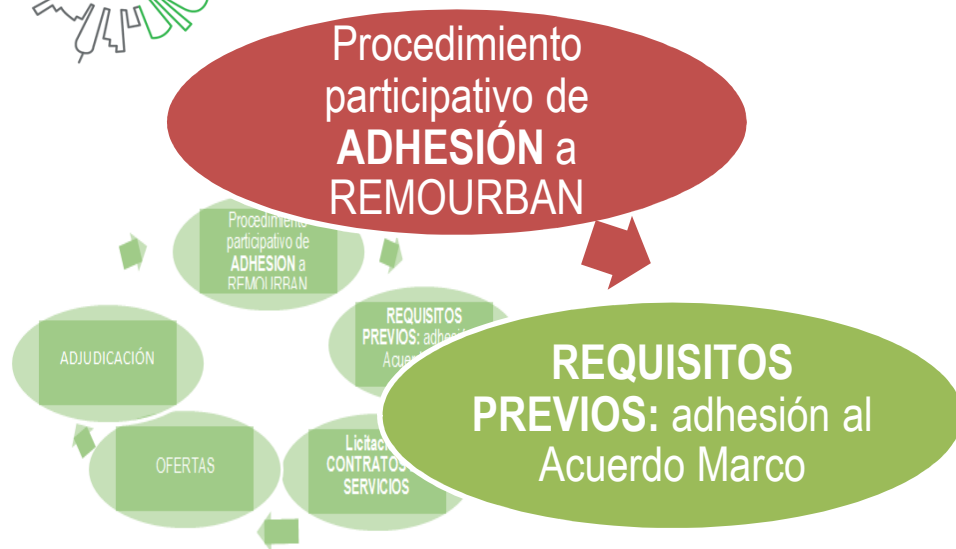 Procedimiento
participativo de
ADHESIÓN a
REMOURBAN
Procedimiento
participativo de
ADHESION a
REMOURBAN
REQUISITOS
PREVIOS:
ADJUDICACIÓN
REQUISITOS
PREVIOS: adhesión al
Acuerdo Marco
OFERTAS
CONTRATOS
SERVICIOS